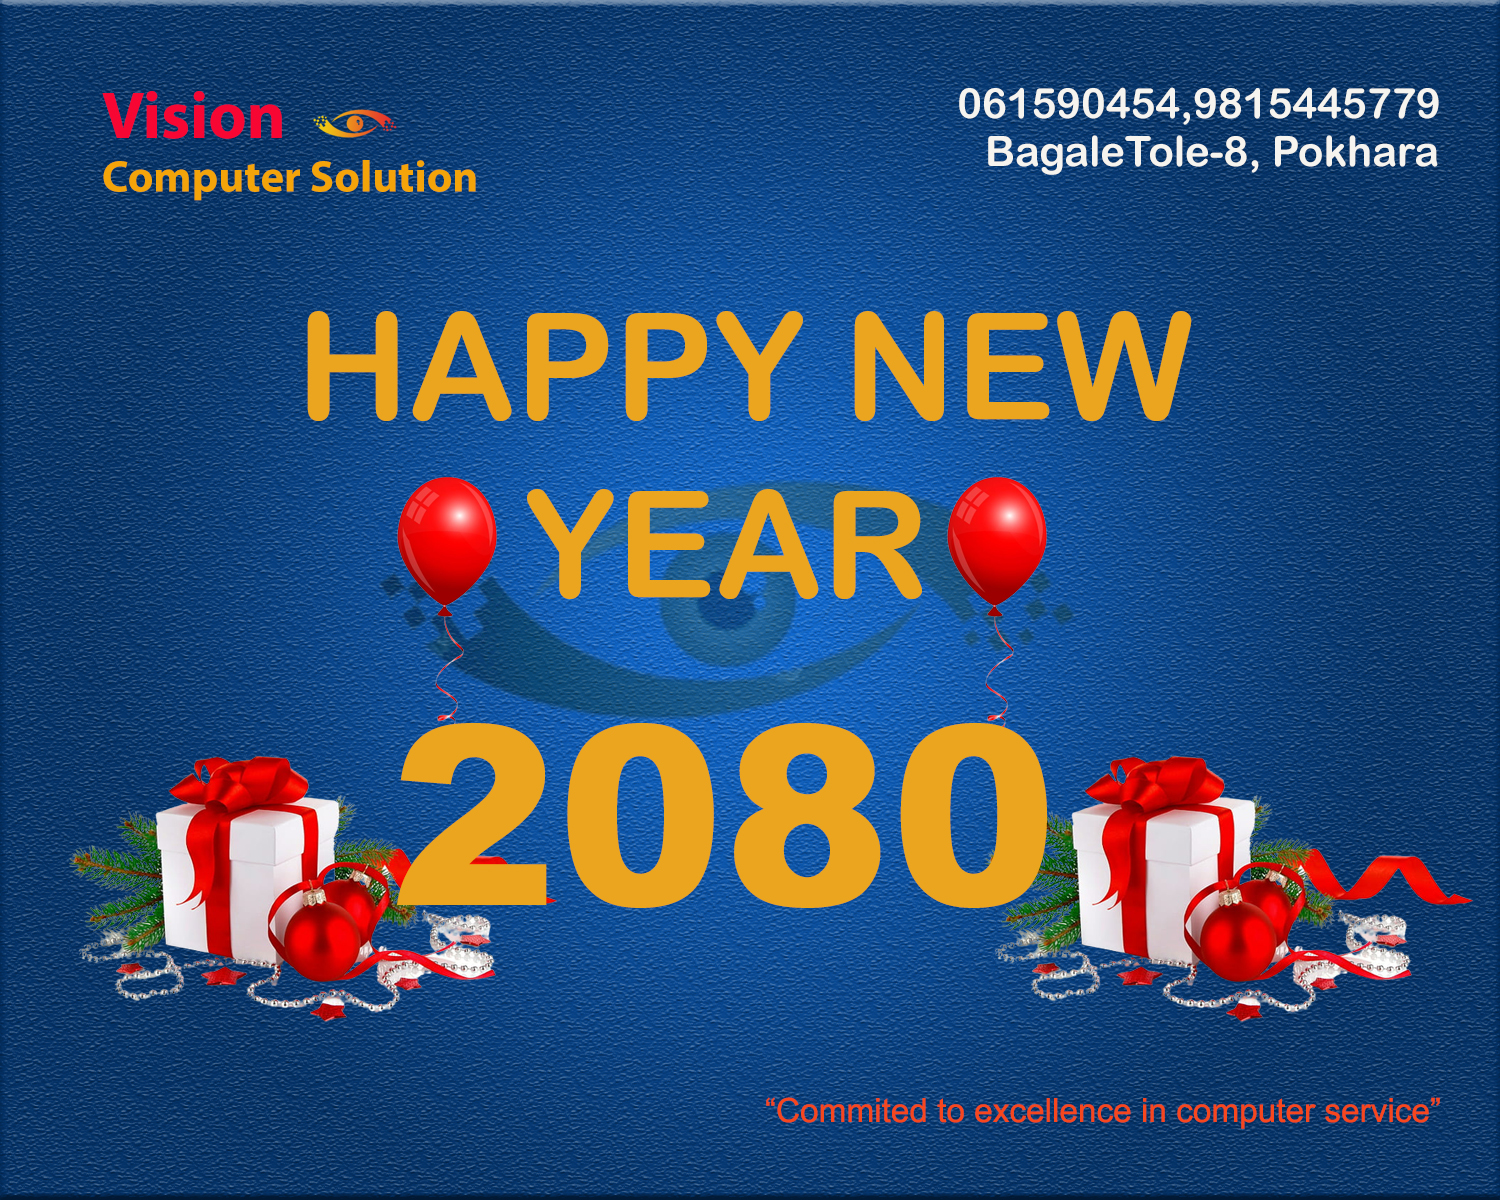 Vision
Computer Solution
061590454,9815445779
BagaleTole-8, Pokhara
HAPPY NEW
YEAR
2080
“Commited to excellence in computer service”